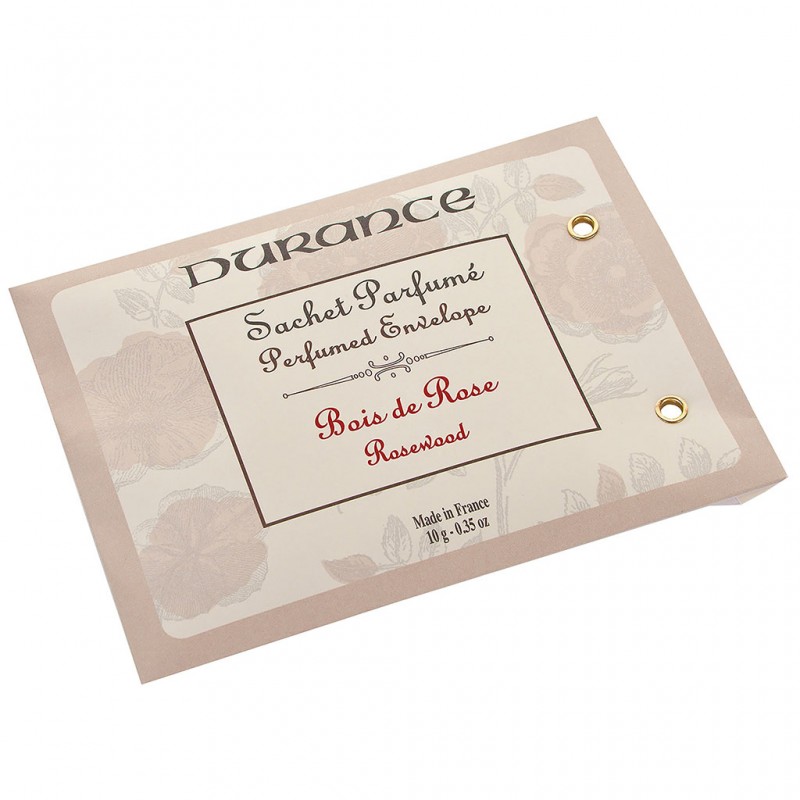 DURANCE
Sachet Parfumé
Perfumed Envelope
Bois de Rose
Rosewood
Made in France
10 g - 0.35 oz